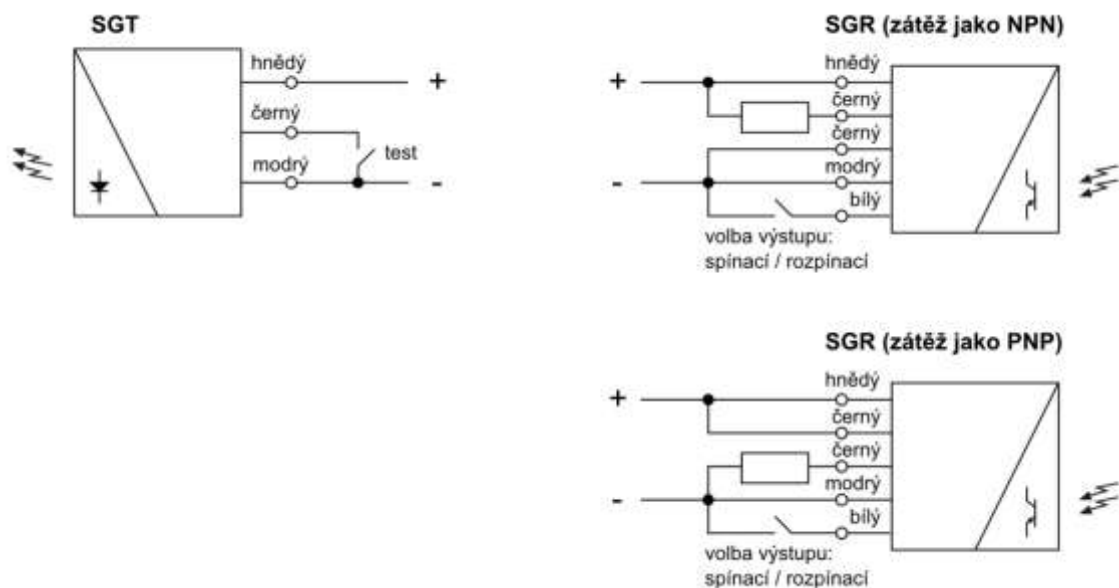 SGT
hnědý
+
černý
test
modrý
-
SGR (zátěž jako NPN)
+
hnědý
černý
černý
-
modrý
bílý
volba výstupu:
spínací / rozpínací
SGR (zátěž jako PNP)
+
hnědý
černý
černý
-
modrý
bílý
volba výstupu:
spínací / rozpínací